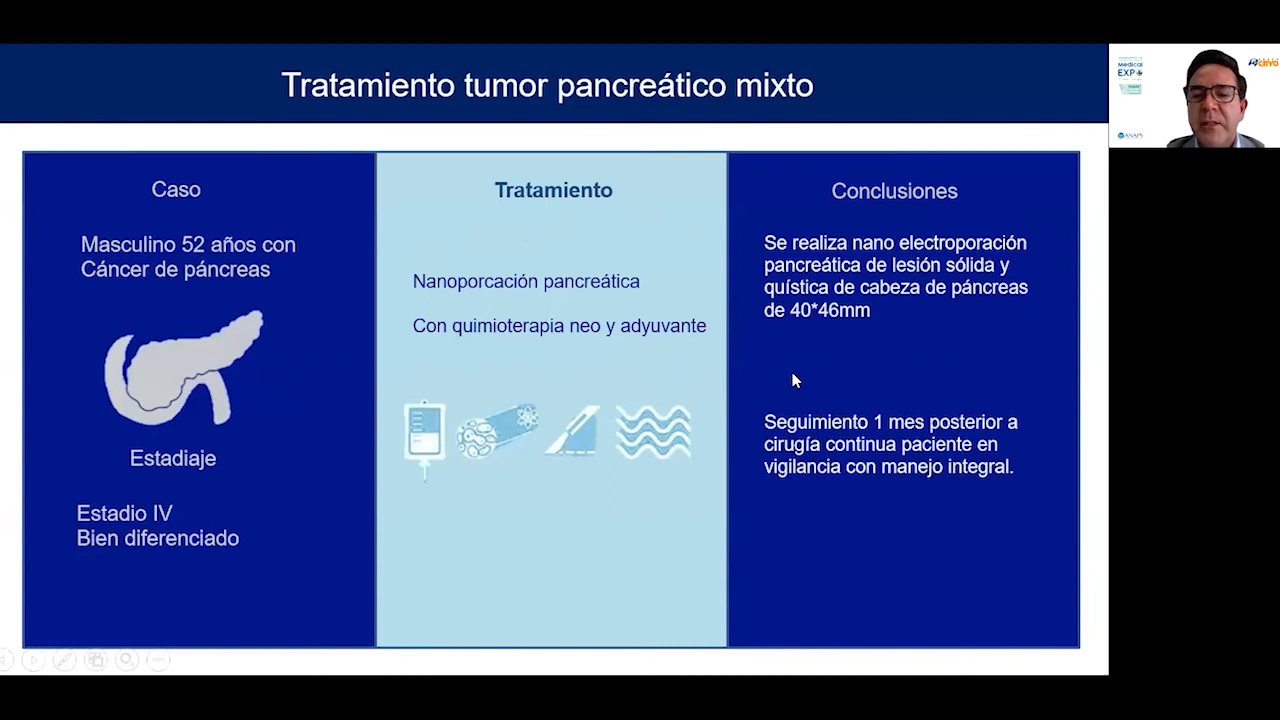 Tratamiento tumor pancreático mixto
Caso
Masculino 52 años con
Cáncer de páncreas
Estadiaje
Estadio IV
Bien diferenciado
Tratamiento
Nanoporcación pancreática
Con quimioterapia neo y adyuvante
Conclusiones
Se realiza nano electroporación
pancreática de lesión sólida y
quística de cabeza de páncreas
de 40*46mm
Seguimiento 1 mes posterior a
cirugía continua paciente en
vigilancia con manejo integral.
Medical
EXPO